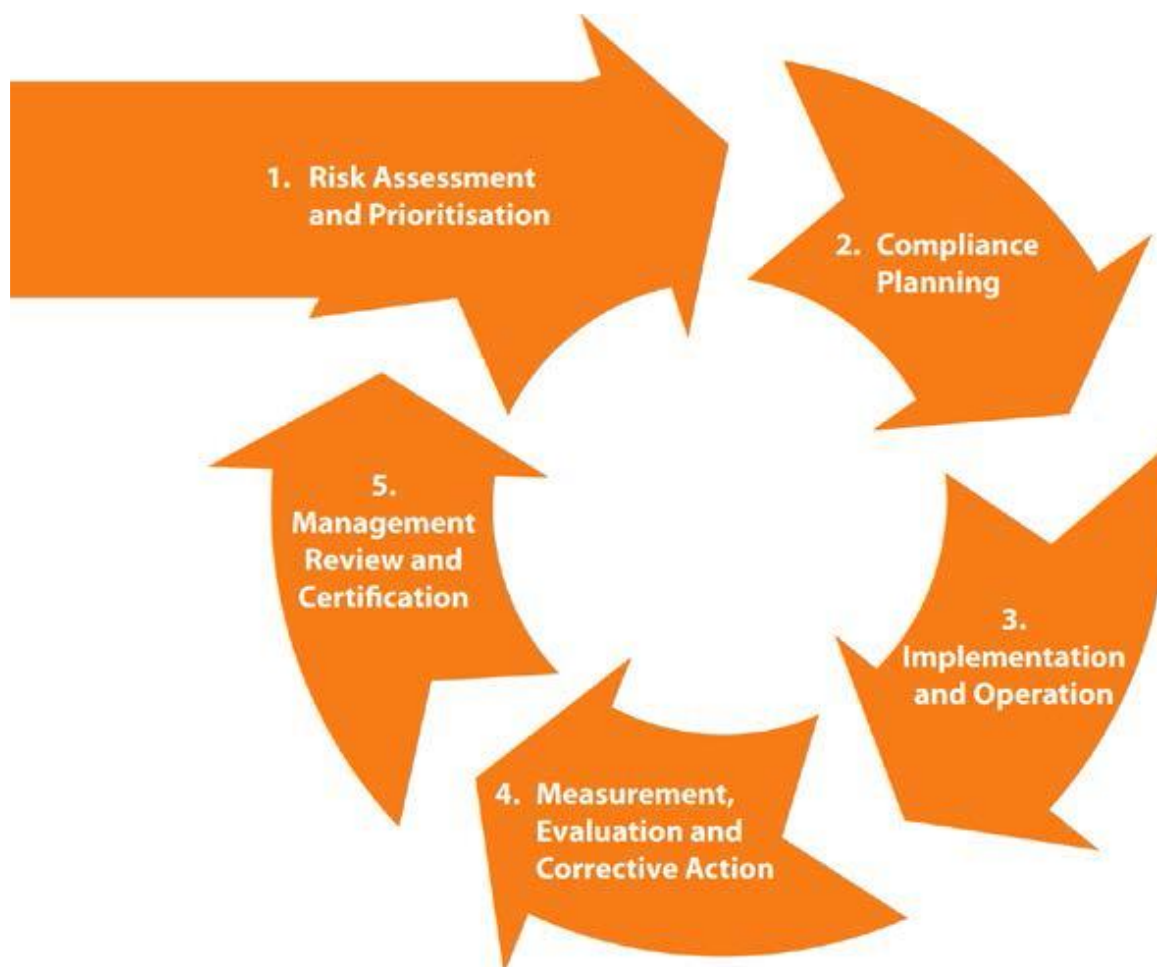 1. Risk Assessment
and Prioritisation
2. Compliance
Planning
3.
Implementation
and Operation
4. Measurement,
Evaluation and
Corrective Action
5.
Management
Review and
Certification